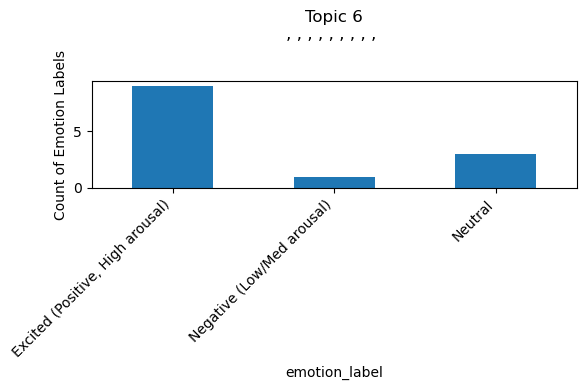 Topic 6
, , , , , , , , ,
Count of Emotion Labels
5
0
Excited (Positive, High arousal)
Negative (Low/Med arousal)
Neutral
emotion_label